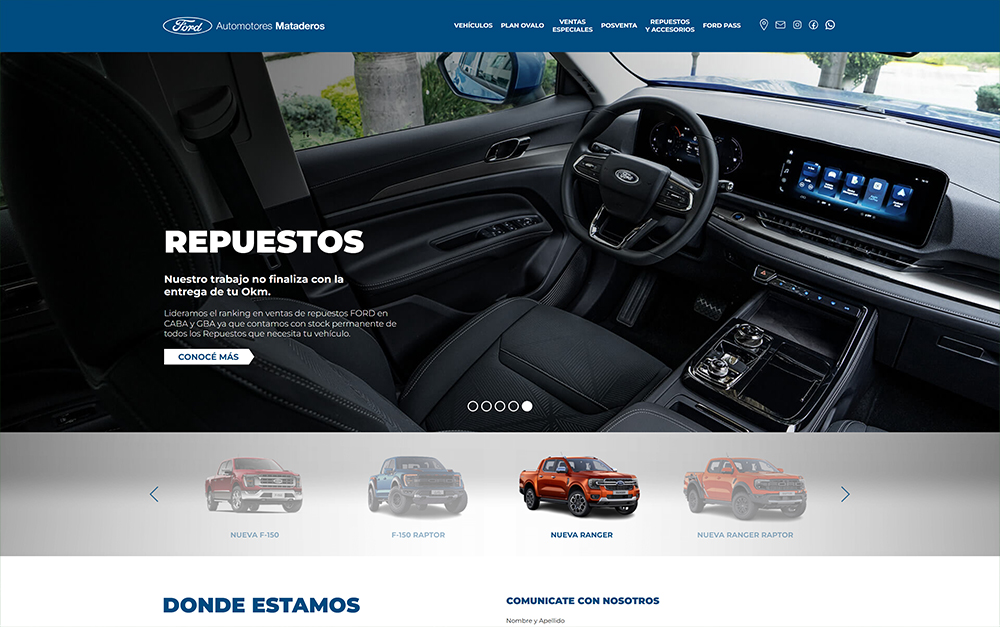 Ford Automotores Mataderos
VEHÍCULOS
PLAN OVALO
VENTAS
ESPECIALES
POSVENTA
REPUESTOS
Y ACCESORIOS
FORD PASS
REPUESTOS
Nuestro trabajo no finaliza con la
entrega de tu Okm.
Lideramos el ranking en ventas de repuestos FORD en
CABA y GBA ya que contamos con stock permanente de
todos los Repuestos que necesita tu vehículo.
CONOCÉ MÁS
Ford
NUEVA F-150
F-150 RAPTOR
NUEVA RANGER
NUEVA RANGER RAPTOR
DONDE ESTAMOS
COMUNICATE CON NOSOTROS
Nombre y Apellido